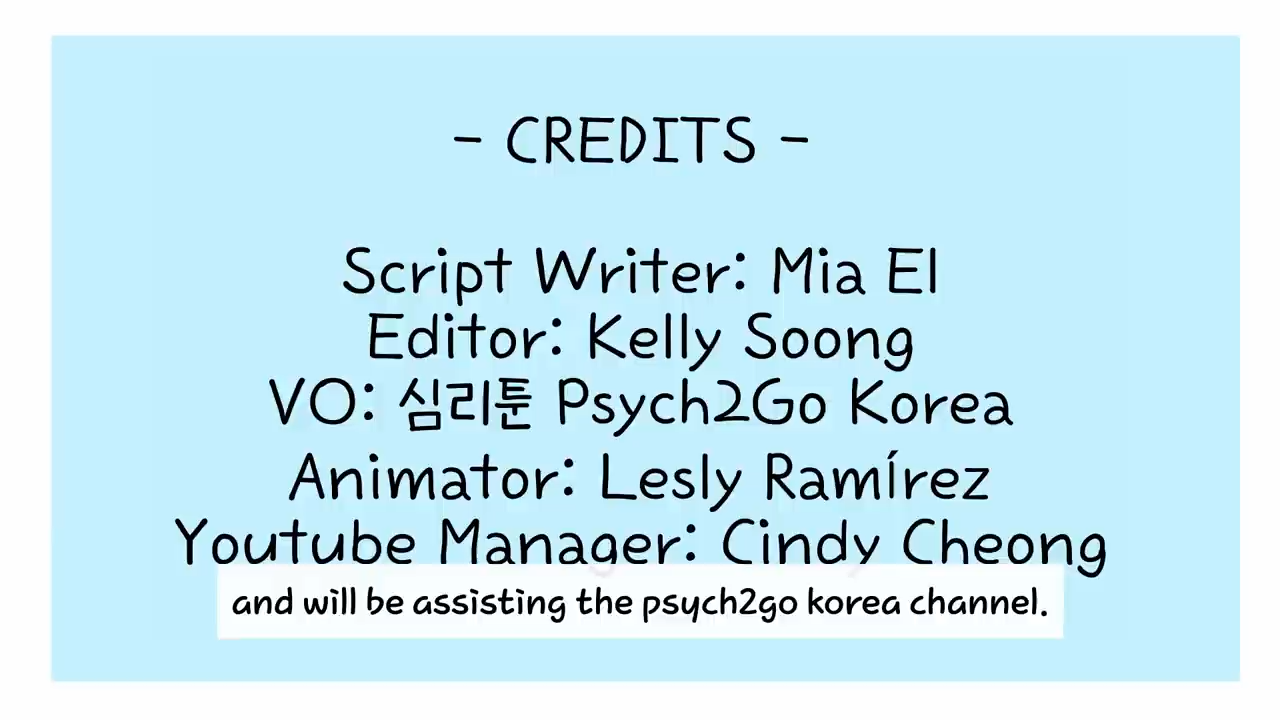 - CREDITS -
Script Writer: Mia El
Editor: Kelly Soong
VO: 심리툰 Psych2Go Korea
Animator: Lesly Ramírez
Youtube Manager: Cindy Cheong
and will be assisting the psych2go korea channel.